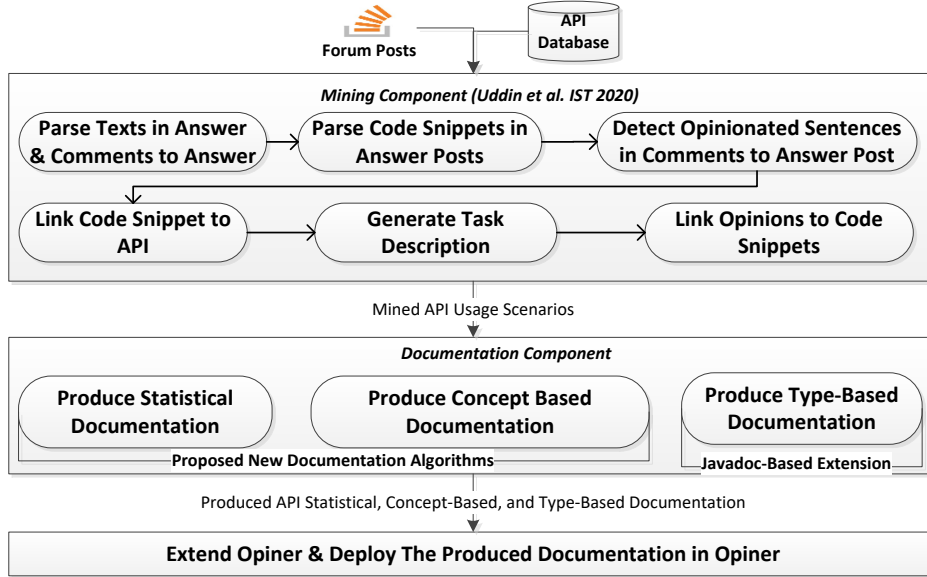 Forum Posts
API
Database
Mining Component (Uddin et al. IST 2020)
Parse Texts in Answer
& Comments to Answer
Parse Code Snippets in
Answer Posts
Detect Opinionated Sentences
in Comments to Answer Post
Link Code Snippet to
API
Generate Task
Description
Link Opinions to Code
Snippets
Mined API Usage Scenarios
Documentation Component
Produce Statistical
Documentation
Produce Concept Based
Documentation
Produce Type-Based
Documentation
Proposed New Documentation Algorithms
Javadoc-Based Extension
Produced API Statistical, Concept-Based, and Type-Based Documentation
Extend Opiner & Deploy The Produced Documentation in Opiner